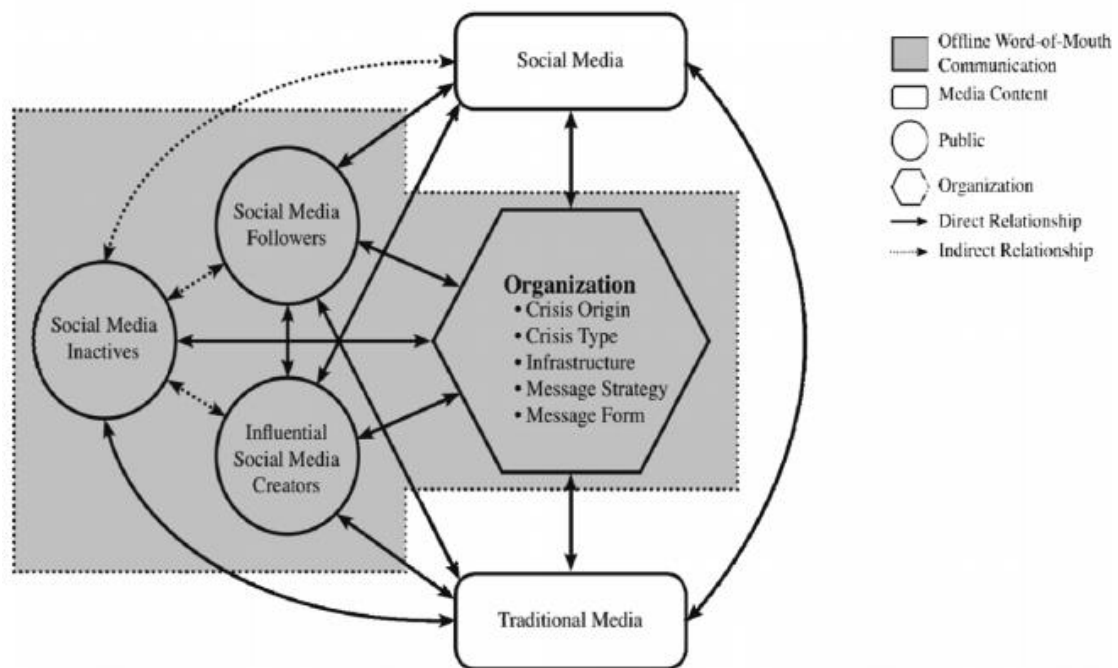 Social Media
Offline Word-of-Mouth
Communication
Media Content
Public
Organization
Direct Relationship
Indirect Relationship
Social Media
Followers
Social Media
Inactives
Influential
Social Media
Creators
Organization
• Crisis Origin
• Crisis Type
• Infrastructure
• Message Strategy
• Message Form
Traditional Media